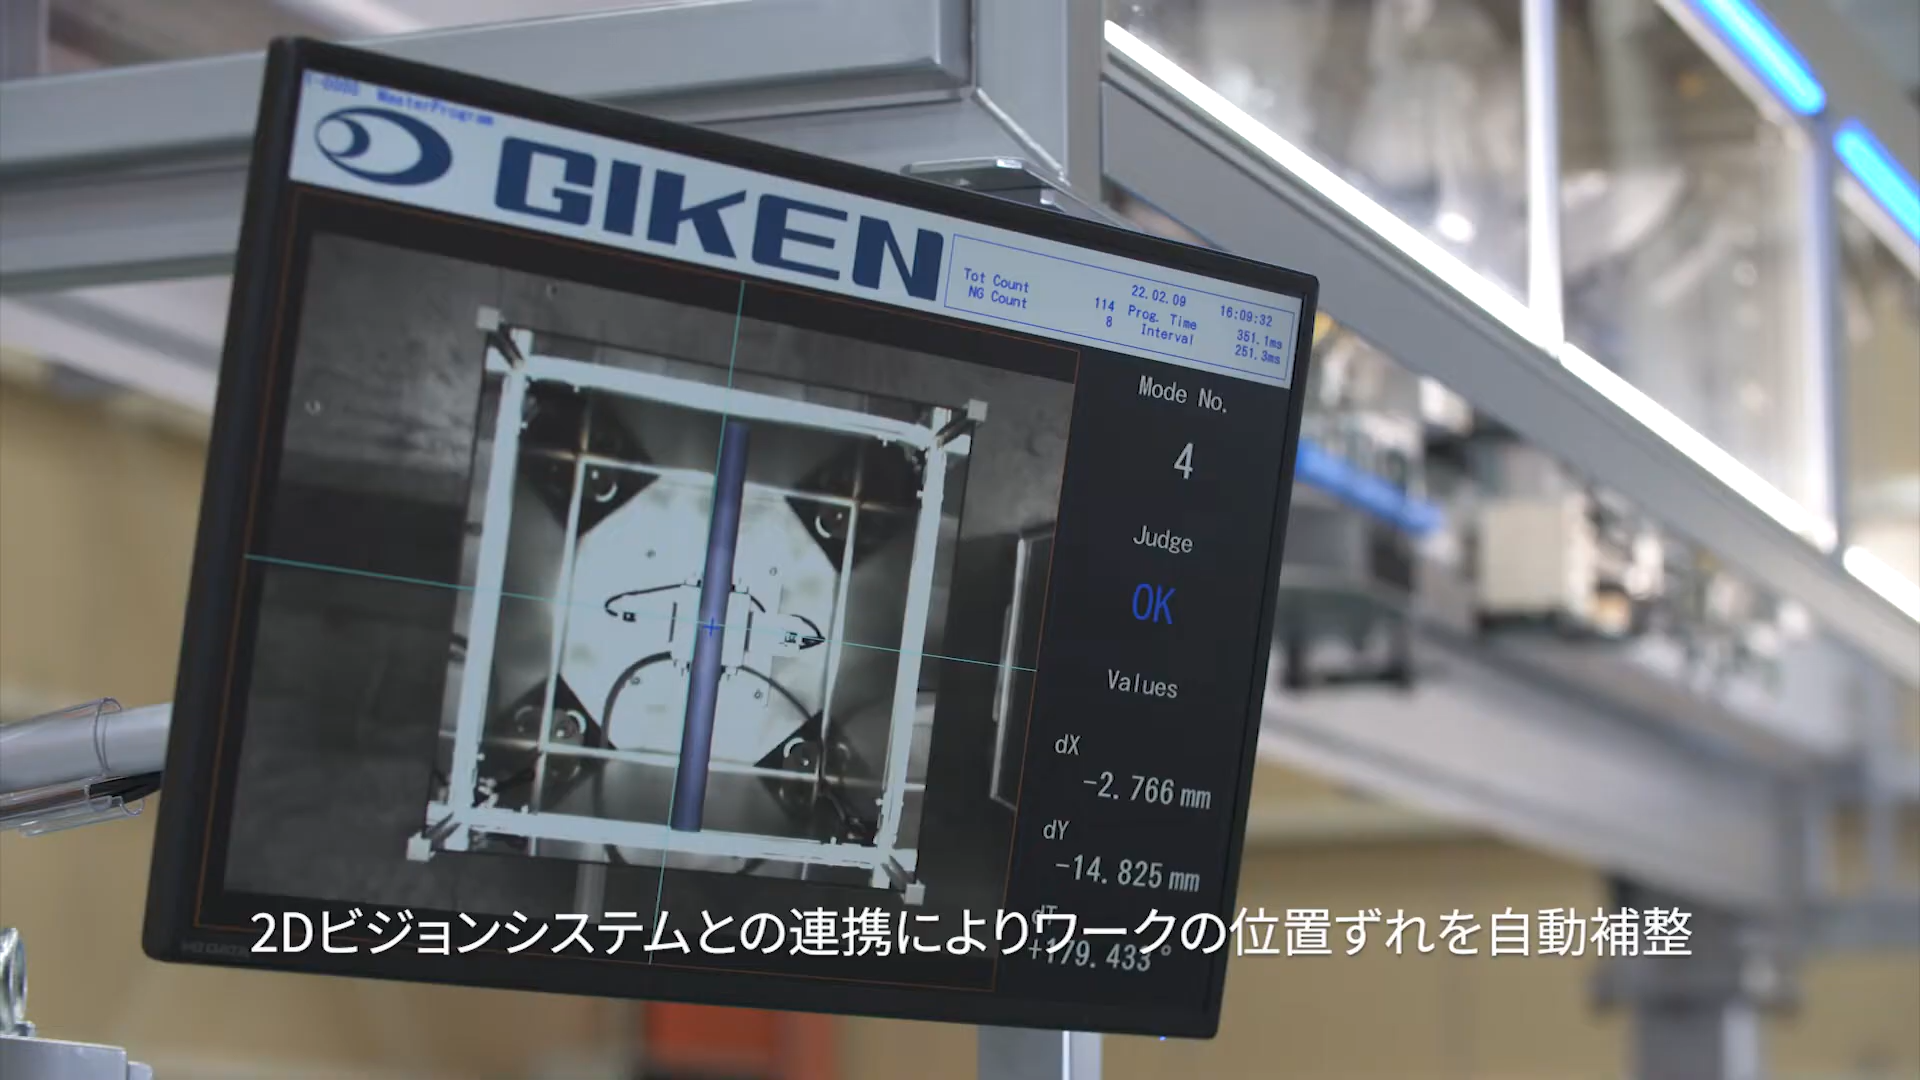 MasterProgram
GIKEN
Tot Count 114
NG Count 8
22.02.09 16:09:32
Prog. Time 351.1ms
Interval 251.3ms
Mode No.
4
Judge
OK
Values
dX
-2.766 mm
dY
-14.825 mm
dT
+179.433°
2Dビジョンシステムとの連携によりワークの位置ずれを自動補整